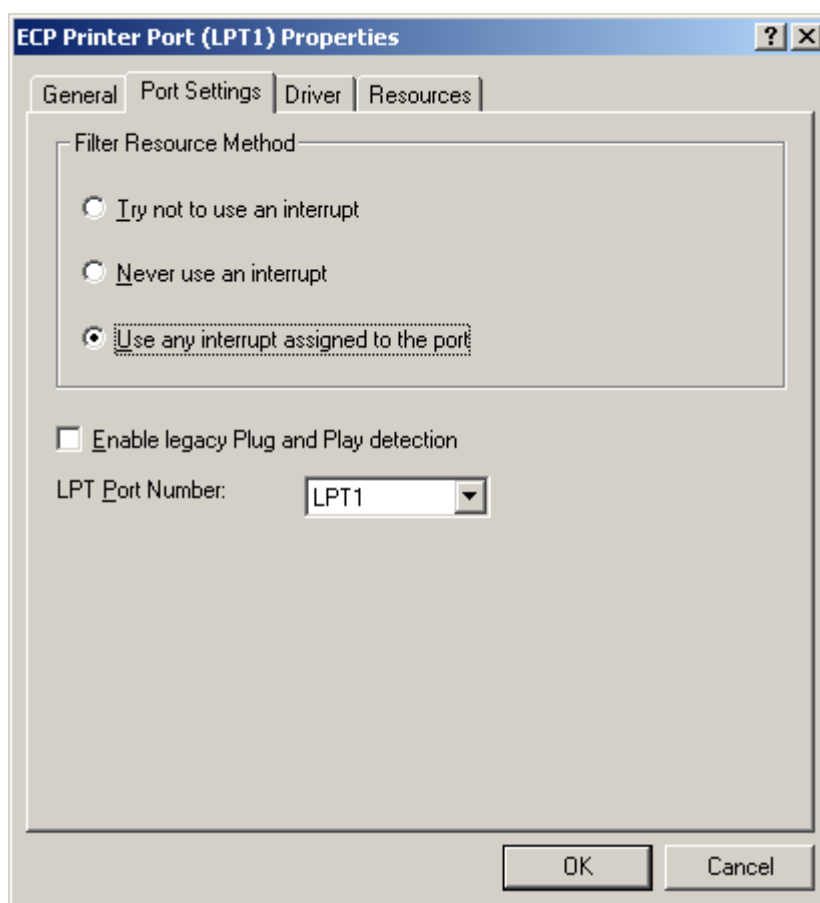 ECP Printer Port (LPT1) Properties
General Port Settings Driver Resources
Filter Resource Method
Try not to use an interrupt
Never use an interrupt
Use any interrupt assigned to the port
Enable legacy Plug and Play detection
LPT Port Number: LPT1
OK Cancel